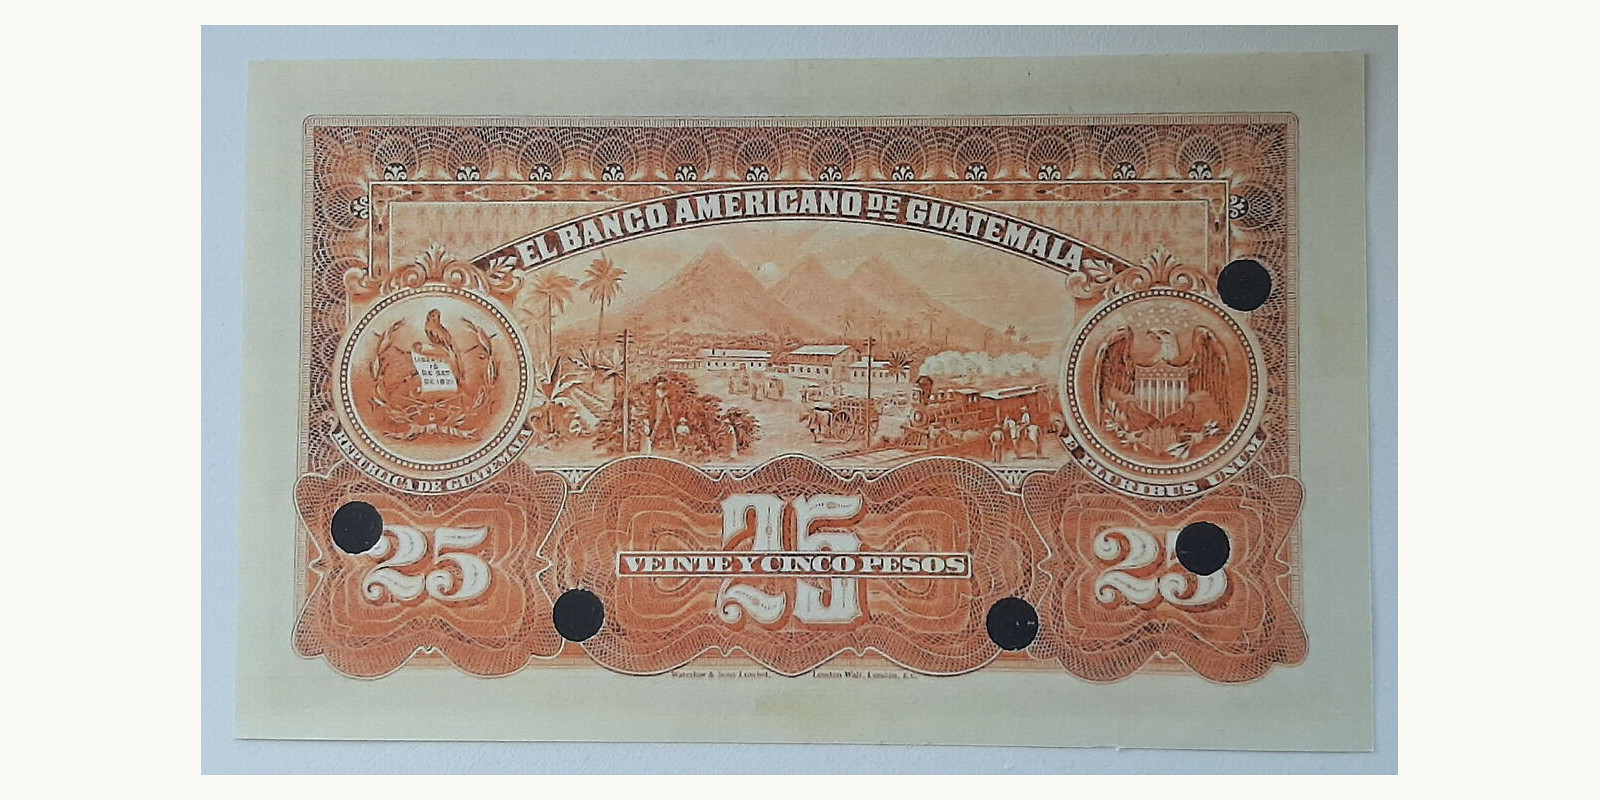 EL BANCO AMERICANO DE GUATEMALA
LIBERTAD
15
DE SET
DE 1821
REPUBLICA DE GUATEMALA
E PLURIBUS UNUM
25
25
25
VEINTE Y CINCO PESOS
Waterlow & Sons Limited, London Wall, London, E.C.